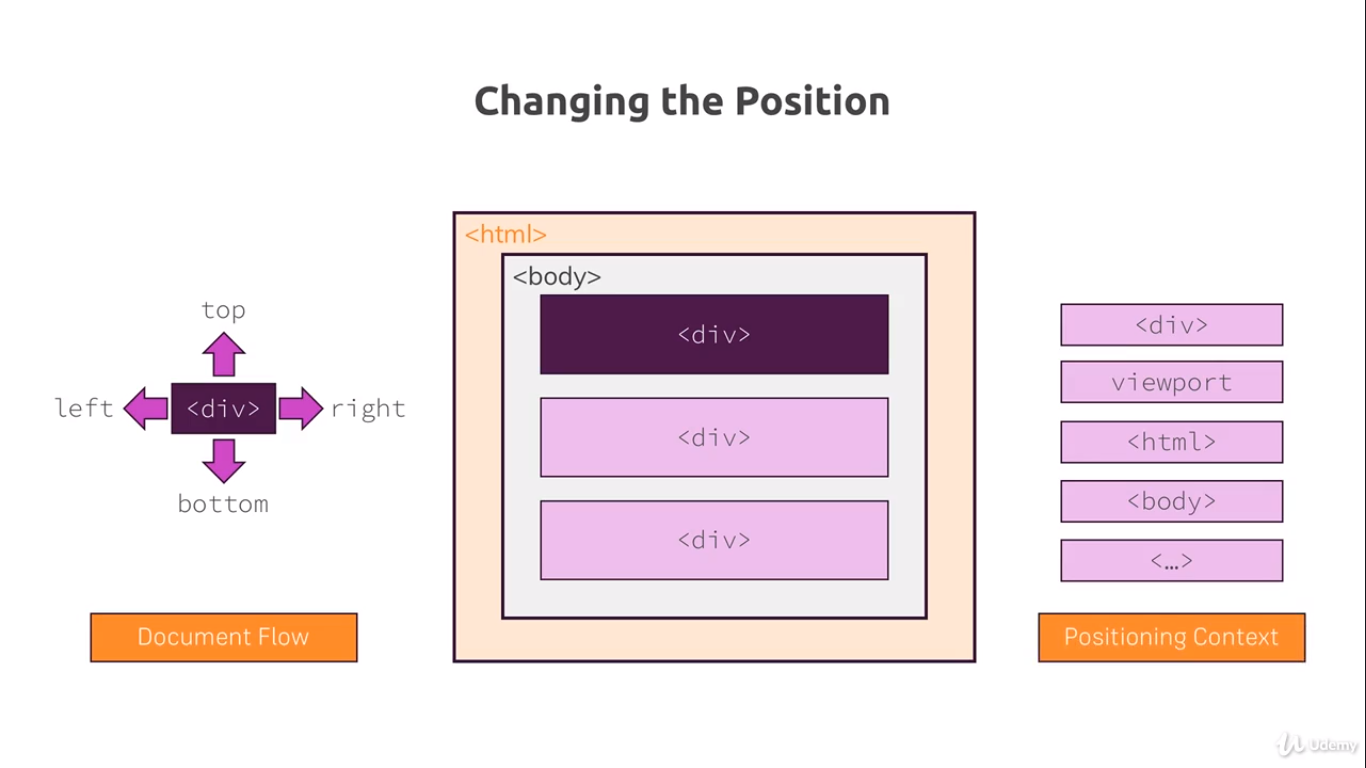 Changing the Position
top
left
<div>
right
bottom
Document Flow
<html>
<body>
<div>
<div>
<div>
<div>
viewport
<html>
<body>
<...>
Positioning Context
Udemy